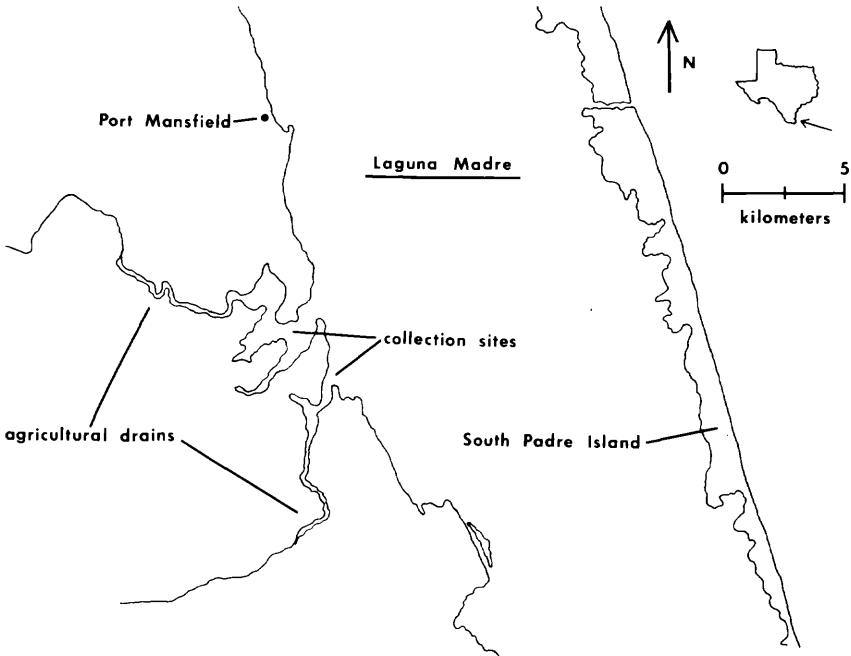 N
Port Mansfield
Laguna Madre
0 5
kilometers
collection sites
agricultural drains
South Padre Island